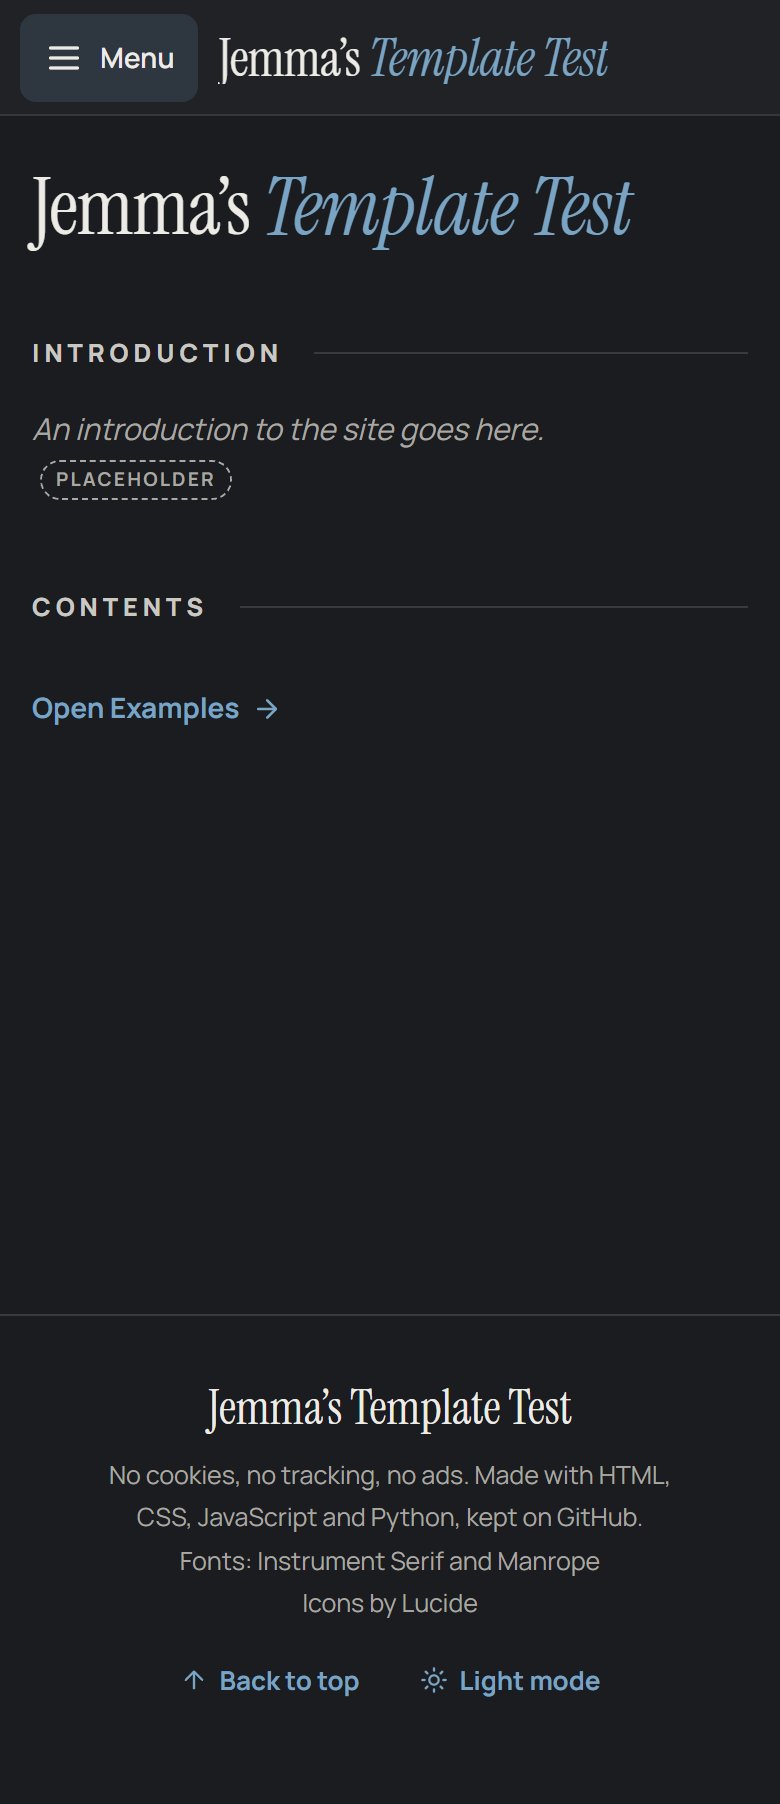 Menu
Jemma’s Template Test
Jemma’s Template Test
INTRODUCTION
An introduction to the site goes here.
PLACEHOLDER
CONTENTS
Open Examples
Jemma’s Template Test
No cookies, no tracking, no ads. Made with HTML,
CSS, JavaScript and Python, kept on GitHub.
Fonts: Instrument Serif and Manrope
Icons by Lucide
Back to top
Light mode